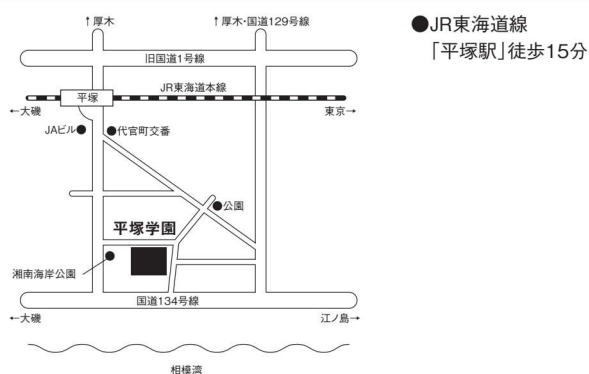 ↑厚木
↑厚木・国道129号線
●JR東海道線
「平塚駅」徒歩15分
旧国道1号線
JR東海道本線
平塚
←大磯
東京→
JAビル●
●代官町交番
●公園
平塚学園
湘南海岸公園
国道134号線
←大磯
江ノ島→
相模湾